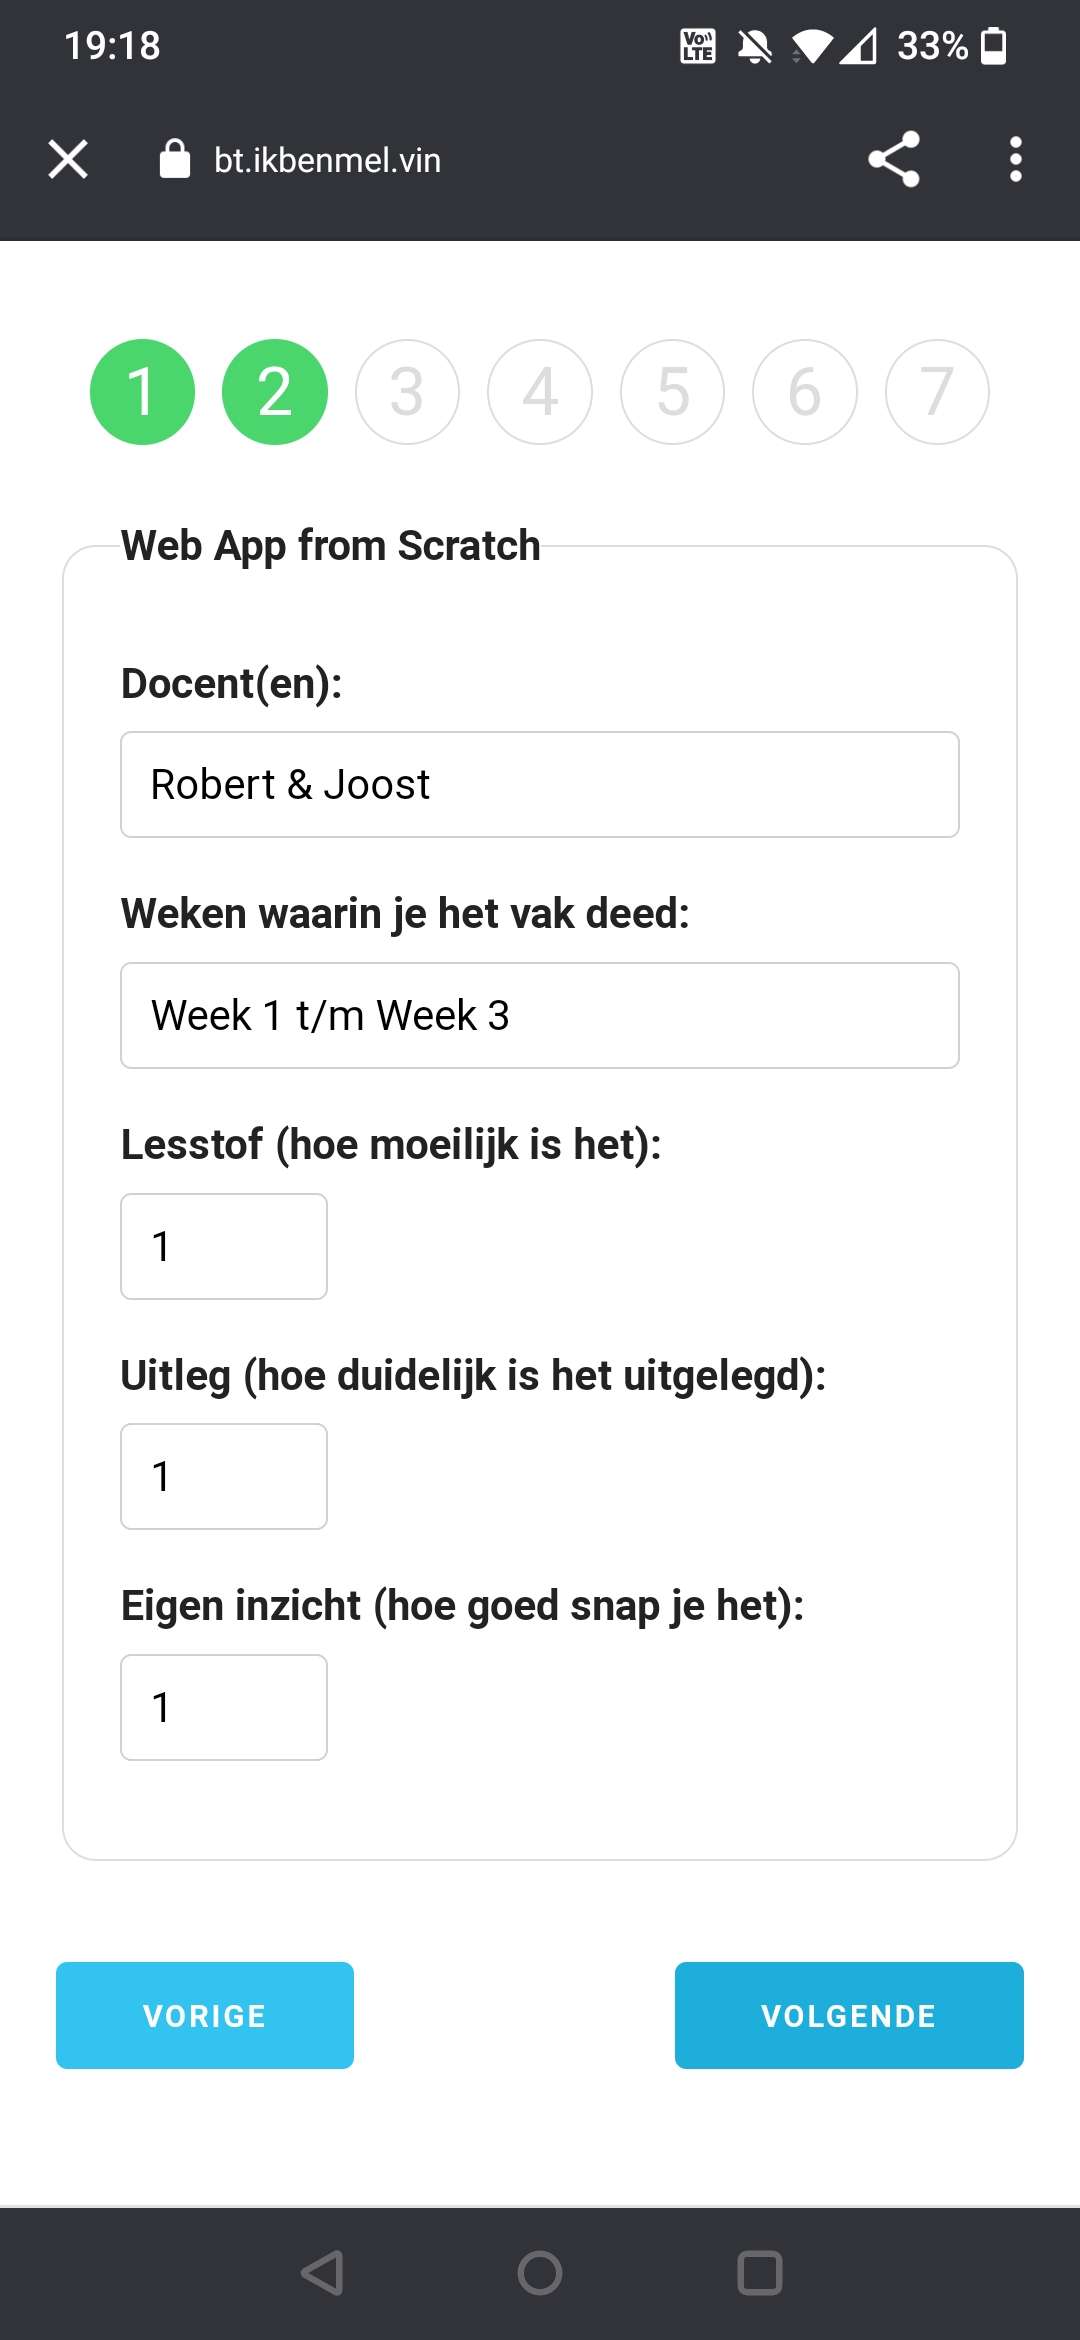 19:18 Vo LTE 33%
bt.ikbenmel.vin
1 2 3 4 5 6 7
Web App from Scratch
Docent(en):
Robert & Joost
Weken waarin je het vak deed:
Week 1 t/m Week 3
Lesstof (hoe moeilijk is het):
1
Uitleg (hoe duidelijk is het uitgelegd):
1
Eigen inzicht (hoe goed snap je het):
1
VORIGE VOLGENDE